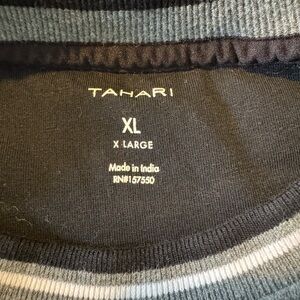 TAHARI
XL
X LARGE
Made in India
RN#157550